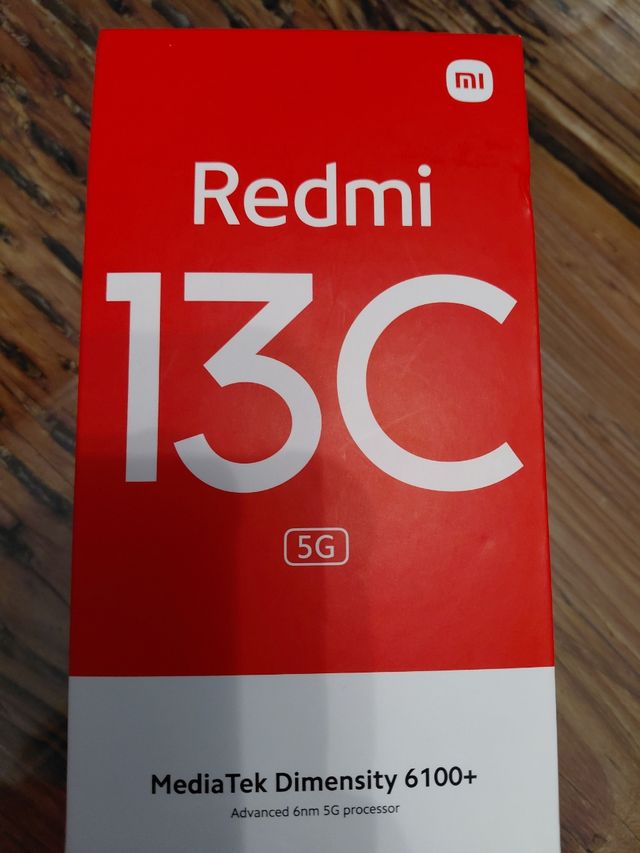 mi
Redmi
13C
5G
MediaTek Dimensity 6100+
Advanced 6nm 5G processor